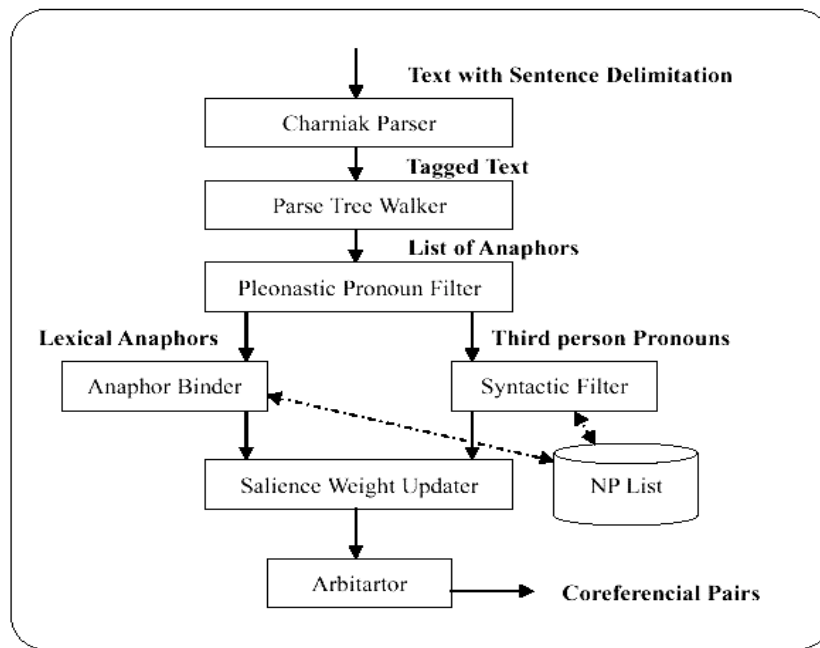 Text with Sentence Delimitation
Charniak Parser
Tagged Text
Parse Tree Walker
List of Anaphors
Pleonastic Pronoun Filter
Lexical Anaphors
Third person Pronouns
Anaphor Binder
Syntactic Filter
Salience Weight Updater
NP List
Arbitartor
Coreferencial Pairs